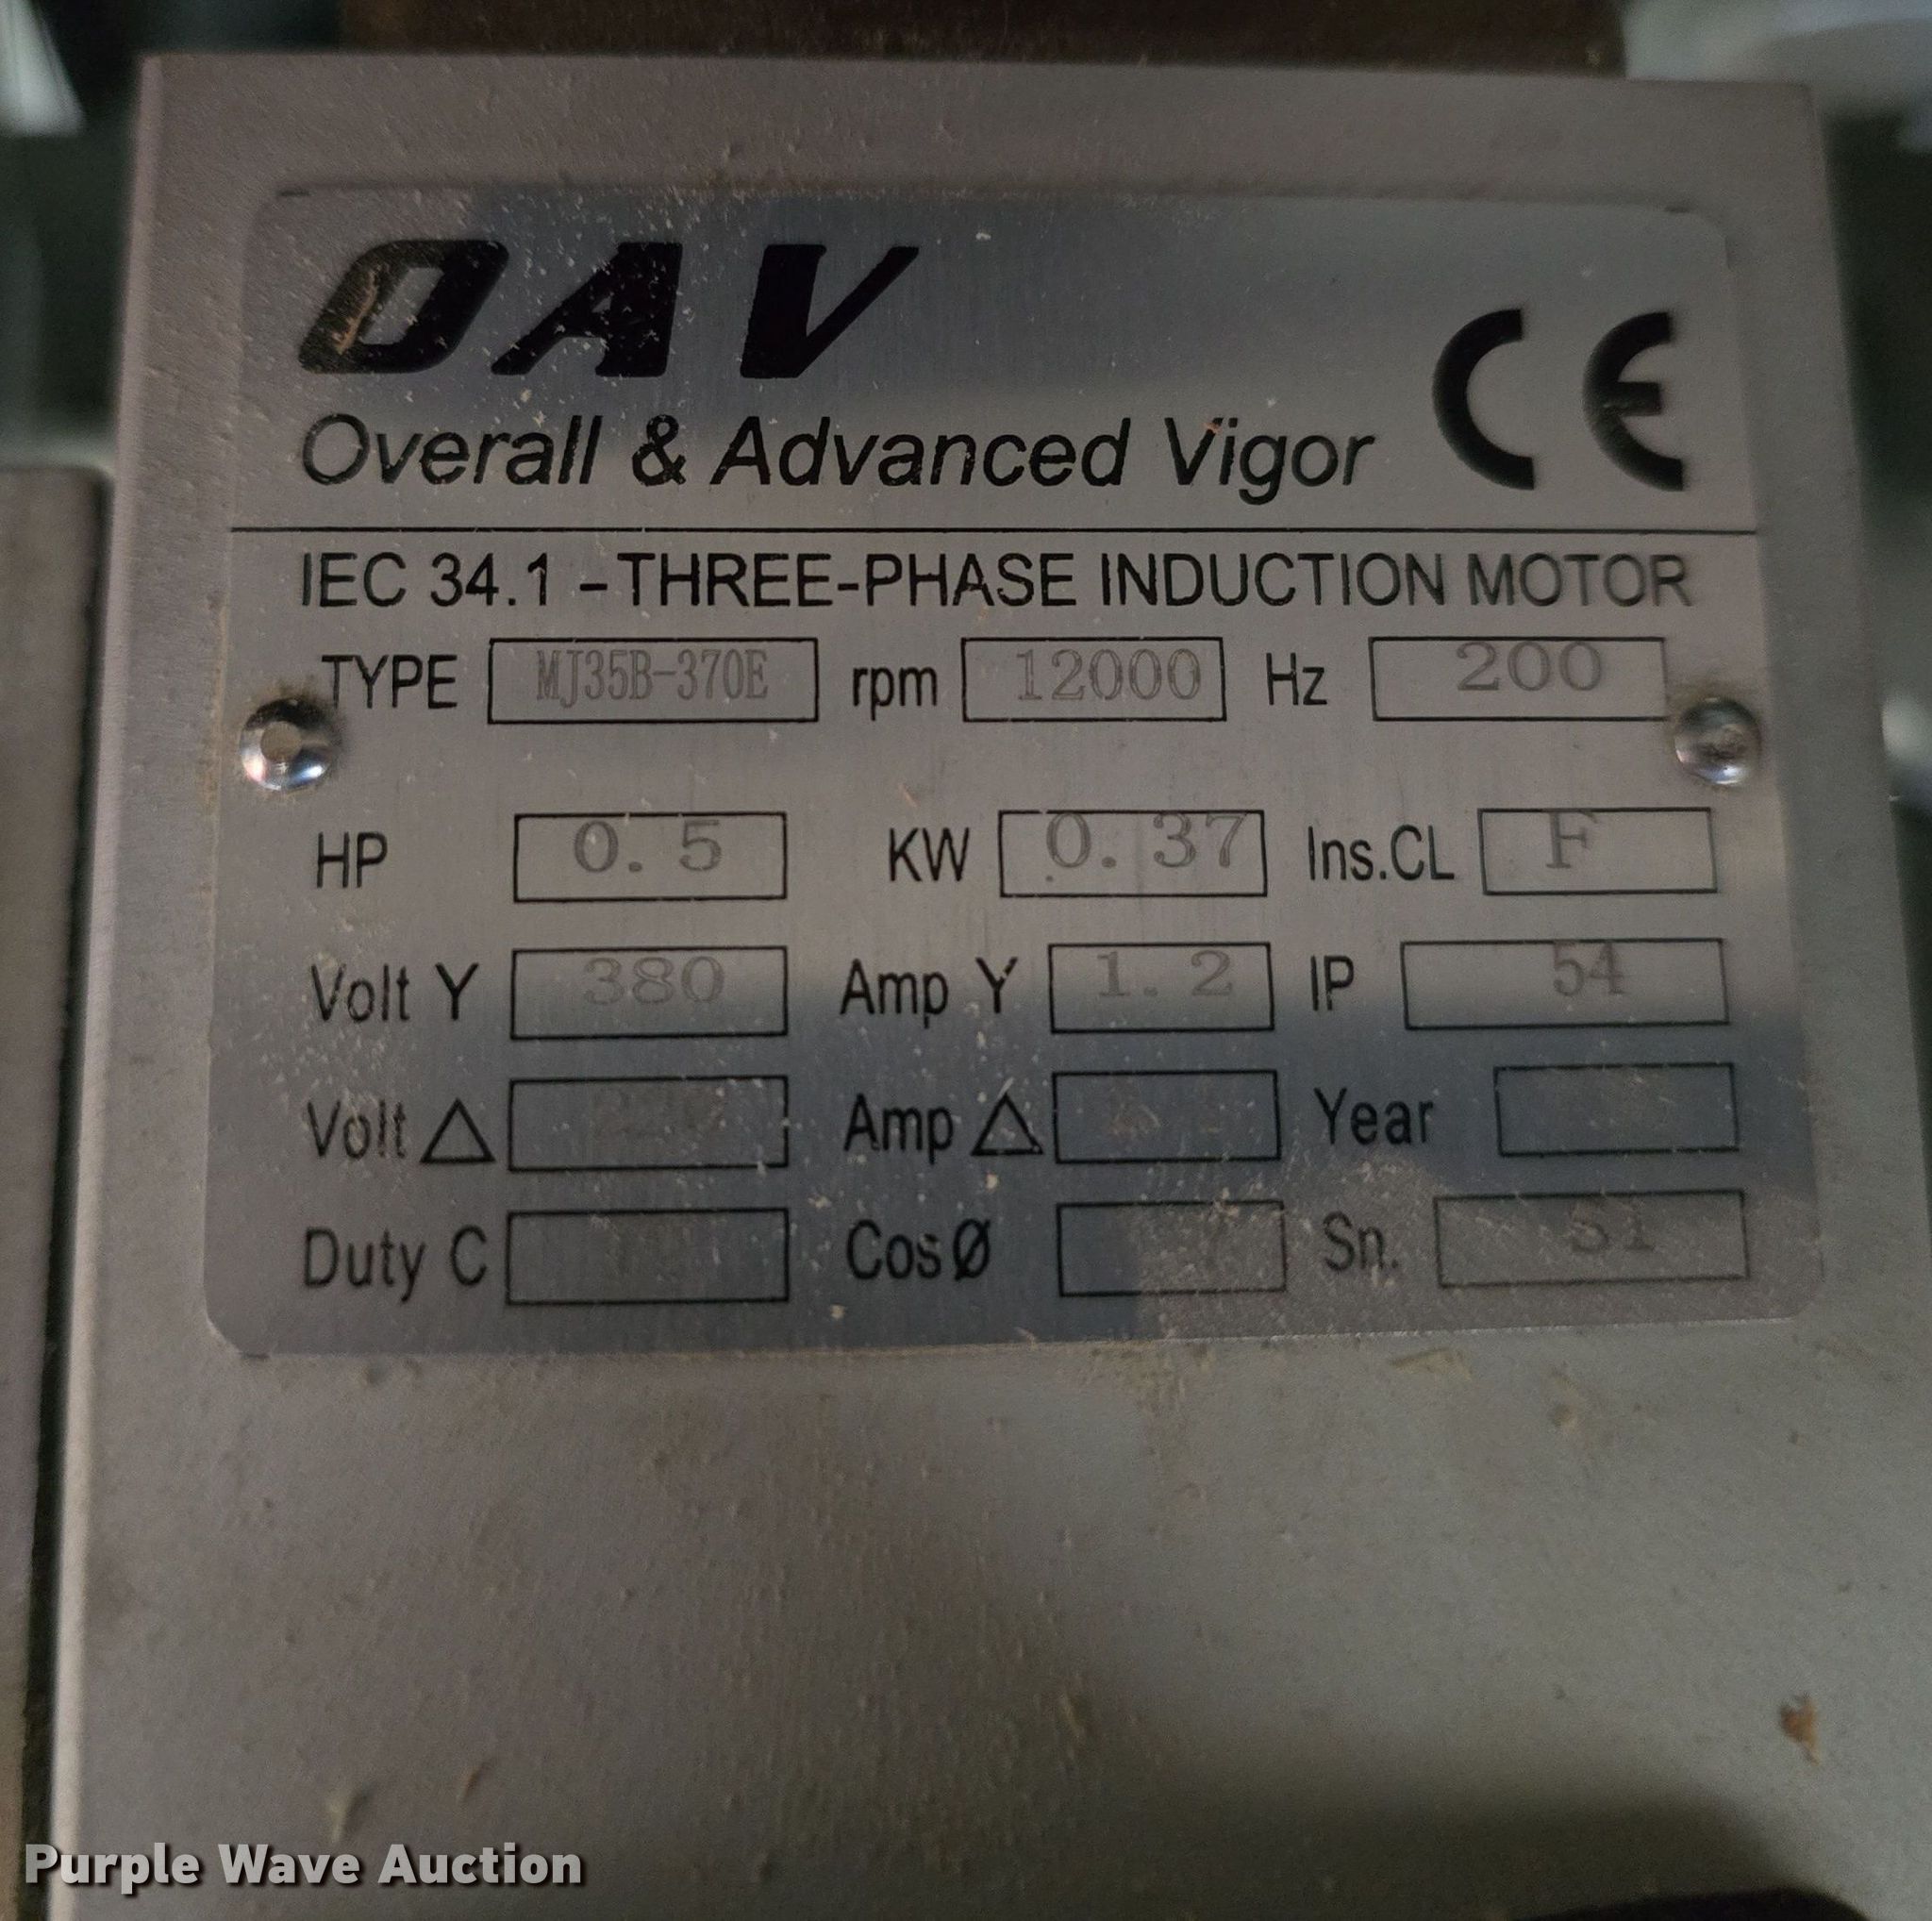 OAV
Overall & Advanced Vigor CE
IEC 34.1 - THREE-PHASE INDUCTION MOTOR
TYPE MJ35B-370E rpm 12000 Hz 200
HP 0.5 KW 0.37 Ins.CL F
Volt Y 380 Amp Y 1.2 IP 54
Volt △ Amp △ Year
Duty C CosØ Sn. S1
Purple Wave Auction